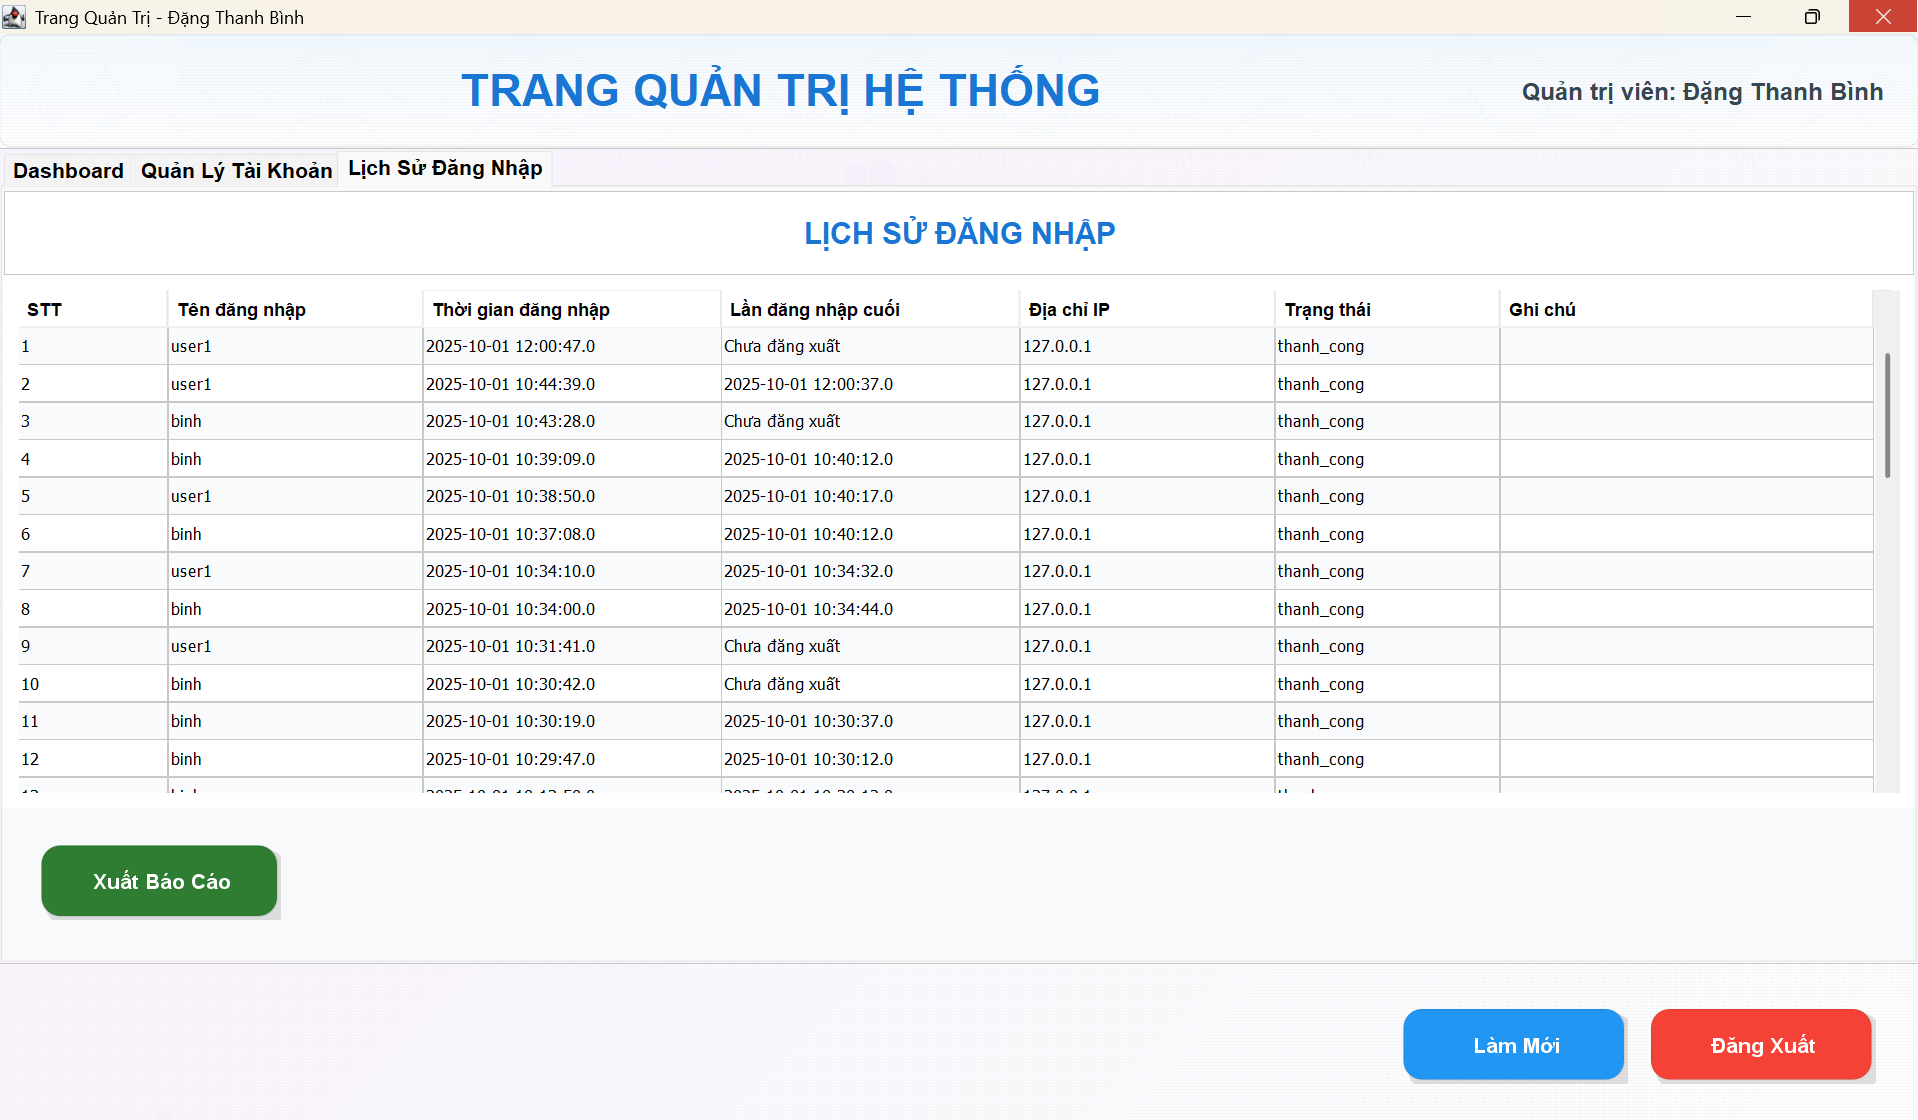 Trang Quản Trị - Đặng Thanh Bình
TRANG QUẢN TRỊ HỆ THỐNG
Quản trị viên: Đặng Thanh Bình
Dashboard Quản Lý Tài Khoản Lịch Sử Đăng Nhập
LỊCH SỬ ĐĂNG NHẬP
STT Tên đăng nhập Thời gian đăng nhập Lần đăng nhập cuối Địa chỉ IP Trạng thái Ghi chú
1 user1 2025-10-01 12:00:47.0 Chưa đăng xuất 127.0.0.1 thanh_cong
2 user1 2025-10-01 10:44:39.0 2025-10-01 12:00:37.0 127.0.0.1 thanh_cong
3 binh 2025-10-01 10:43:28.0 Chưa đăng xuất 127.0.0.1 thanh_cong
4 binh 2025-10-01 10:39:09.0 2025-10-01 10:40:12.0 127.0.0.1 thanh_cong
5 user1 2025-10-01 10:38:50.0 2025-10-01 10:40:17.0 127.0.0.1 thanh_cong
6 binh 2025-10-01 10:37:08.0 2025-10-01 10:40:12.0 127.0.0.1 thanh_cong
7 user1 2025-10-01 10:34:10.0 2025-10-01 10:34:32.0 127.0.0.1 thanh_cong
8 binh 2025-10-01 10:34:00.0 2025-10-01 10:34:44.0 127.0.0.1 thanh_cong
9 user1 2025-10-01 10:31:41.0 Chưa đăng xuất 127.0.0.1 thanh_cong
10 binh 2025-10-01 10:30:42.0 Chưa đăng xuất 127.0.0.1 thanh_cong
11 binh 2025-10-01 10:30:19.0 2025-10-01 10:30:37.0 127.0.0.1 thanh_cong
12 binh 2025-10-01 10:29:47.0 2025-10-01 10:30:12.0 127.0.0.1 thanh_cong
Xuất Báo Cáo
Làm Mới Đăng Xuất